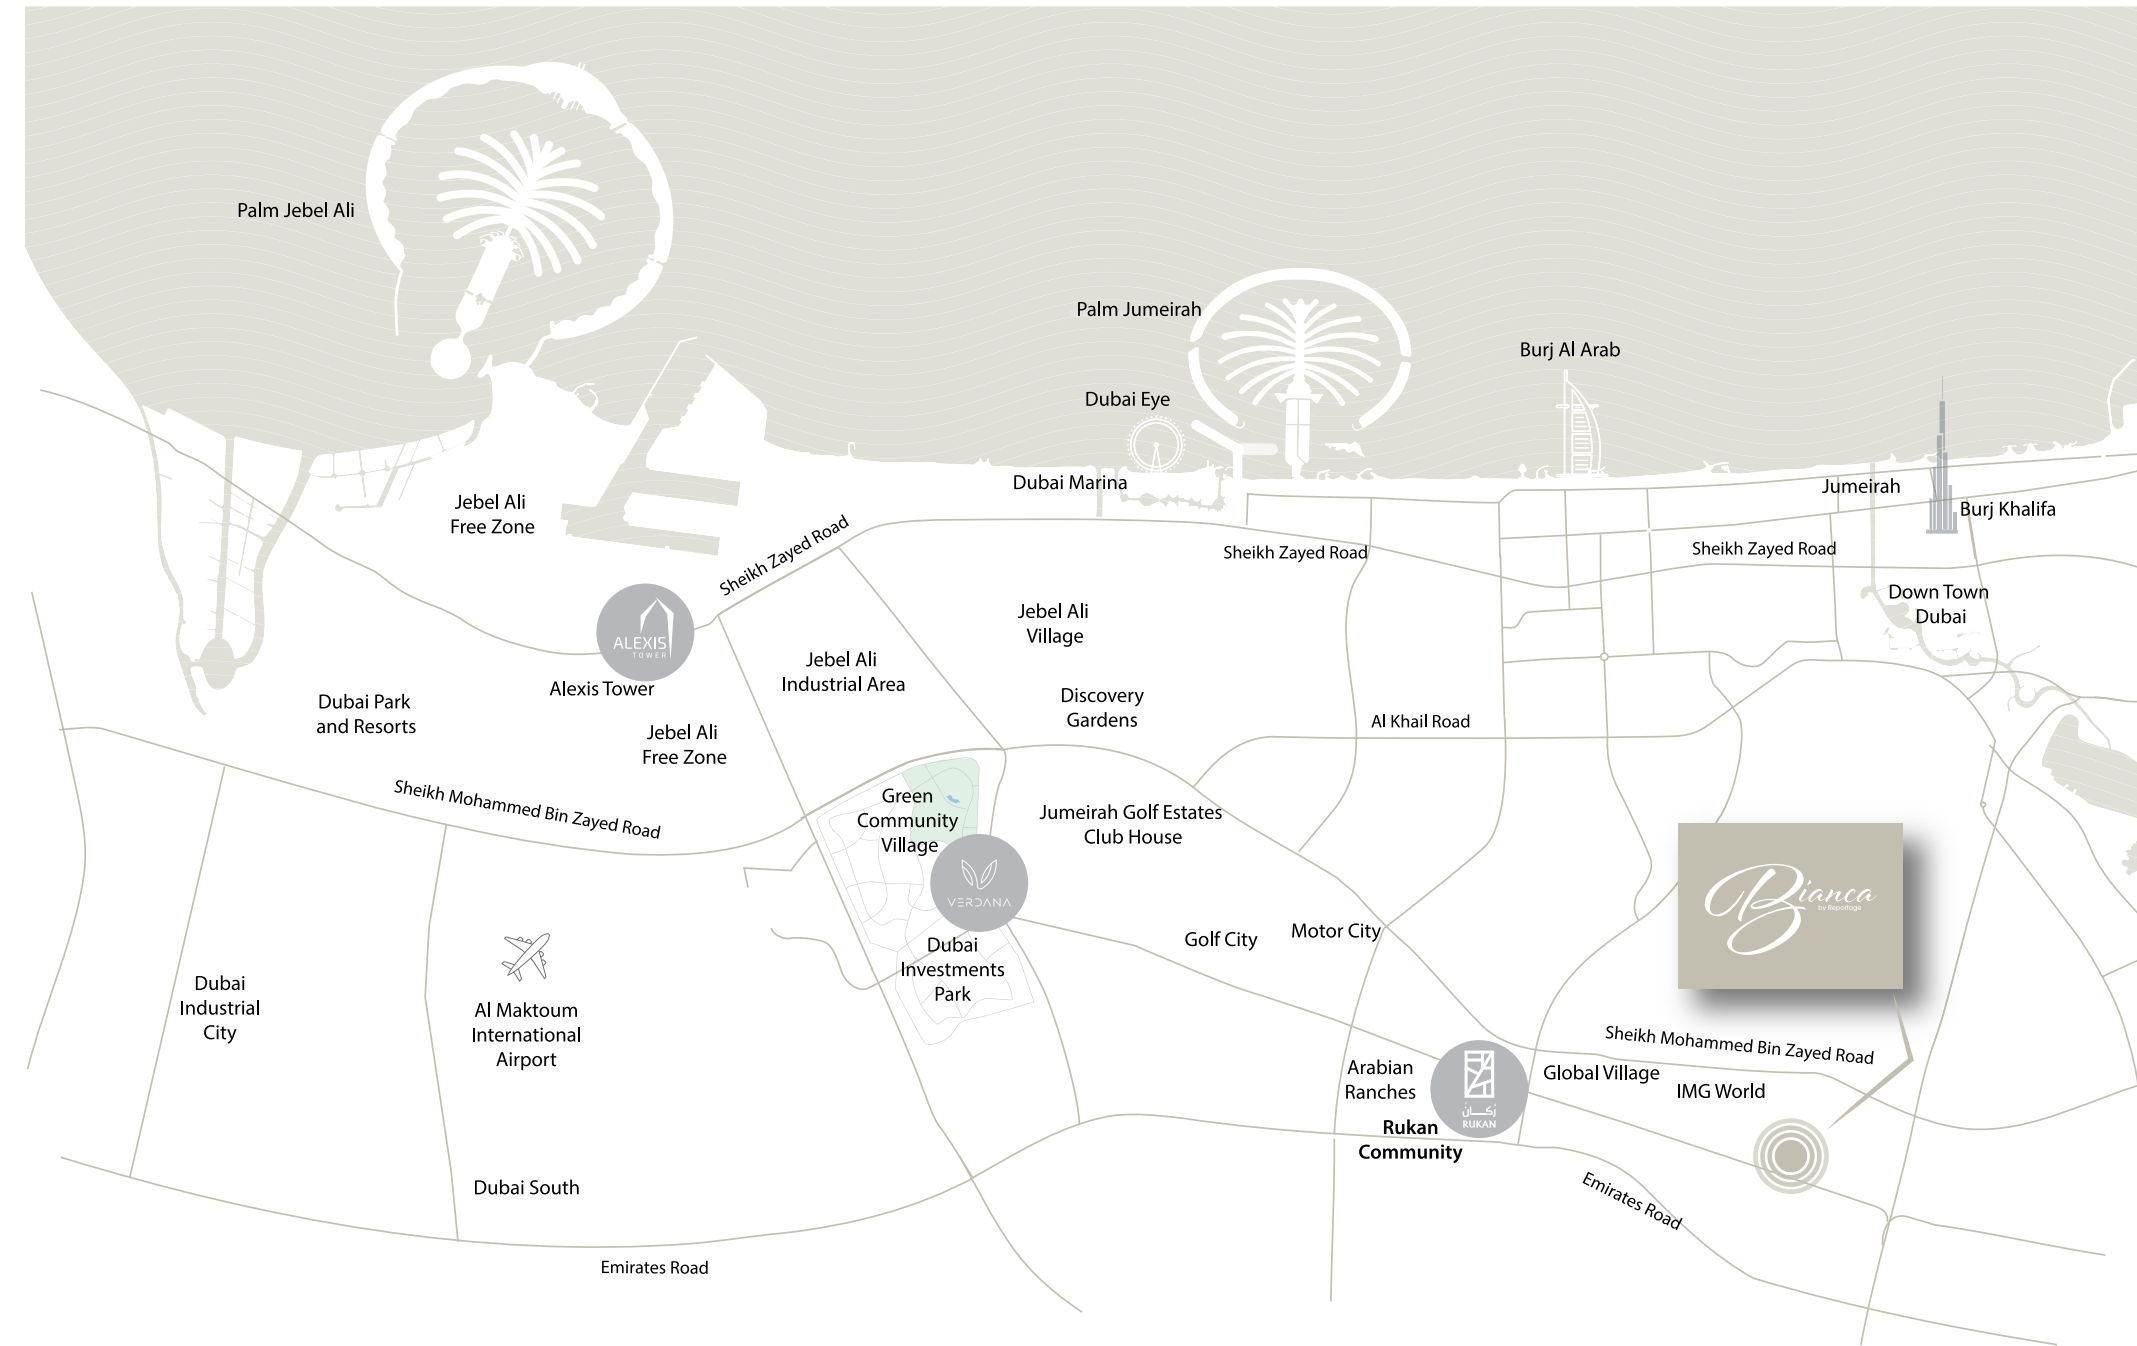 Palm Jebel Ali
Palm Jumeirah
Burj Al Arab
Dubai Eye
Dubai Marina
Jumeirah
Burj Khalifa
Jebel Ali
Free Zone
Sheikh Zayed Road
Sheikh Zayed Road
Sheikh Zayed Road
Down Town
Dubai
Jebel Ali
Village
ALEXIS
TOWER
Alexis Tower
Jebel Ali
Industrial Area
Dubai Park
and Resorts
Discovery
Gardens
Al Khail Road
Jebel Ali
Free Zone
Sheikh Mohammed Bin Zayed Road
Green
Community
Village
Jumeirah Golf Estates
Club House
VERDANA
Bianca
by Reportage
Golf City
Motor City
Dubai
Investments
Park
Dubai
Industrial
City
Al Maktoum
International
Airport
Sheikh Mohammed Bin Zayed Road
Arabian
Ranches
رُكـــانْ
RUKAN
Global Village
IMG World
Rukan
Community
Dubai South
Emirates Road
Emirates Road